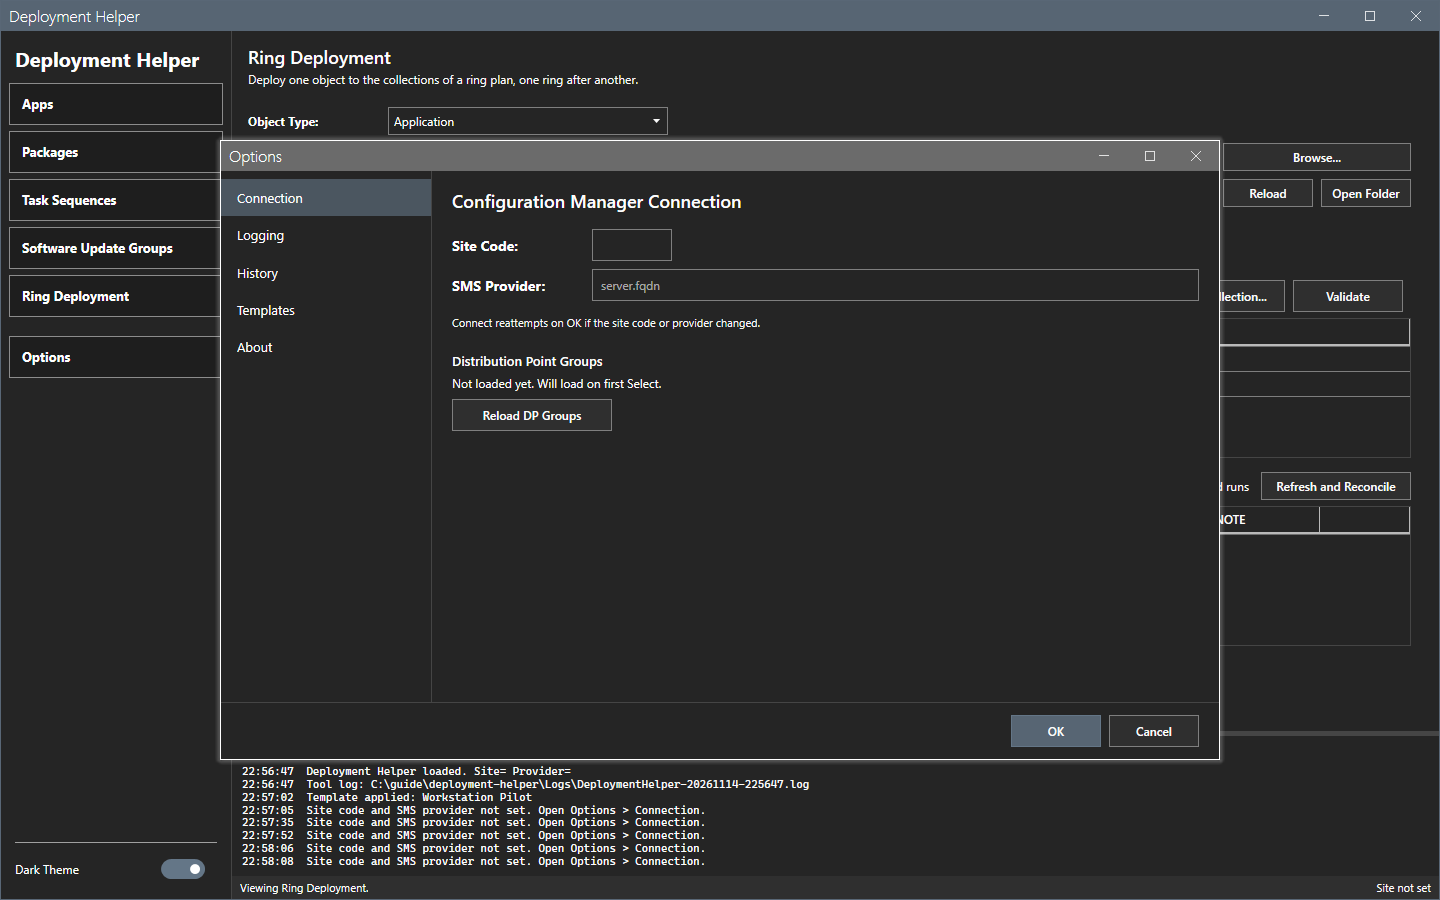 Deployment Helper
Deployment Helper
Apps
Packages
Task Sequences
Software Update Groups
Ring Deployment
Options
Dark Theme
Ring Deployment
Deploy one object to the collections of a ring plan, one ring after another.
Object Type:
Application
Browse...
Reload
Open Folder
Validate
runs
Refresh and Reconcile
NOTE
Options
Connection
Logging
History
Templates
About
Configuration Manager Connection
Site Code:
SMS Provider:
server.fqdn
Connect reattempts on OK if the site code or provider changed.
Distribution Point Groups
Not loaded yet. Will load on first Select.
Reload DP Groups
OK
Cancel
22:56:47 Deployment Helper loaded. Site= Provider=
22:56:47 Tool log: C:\guide\deployment-helper\Logs\DeploymentHelper-20261114-225647.log
22:57:02 Template applied: Workstation Pilot
22:57:05 Site code and SMS provider not set. Open Options > Connection.
22:57:35 Site code and SMS provider not set. Open Options > Connection.
22:57:52 Site code and SMS provider not set. Open Options > Connection.
22:58:06 Site code and SMS provider not set. Open Options > Connection.
22:58:08 Site code and SMS provider not set. Open Options > Connection.
Viewing Ring Deployment.
Site not set